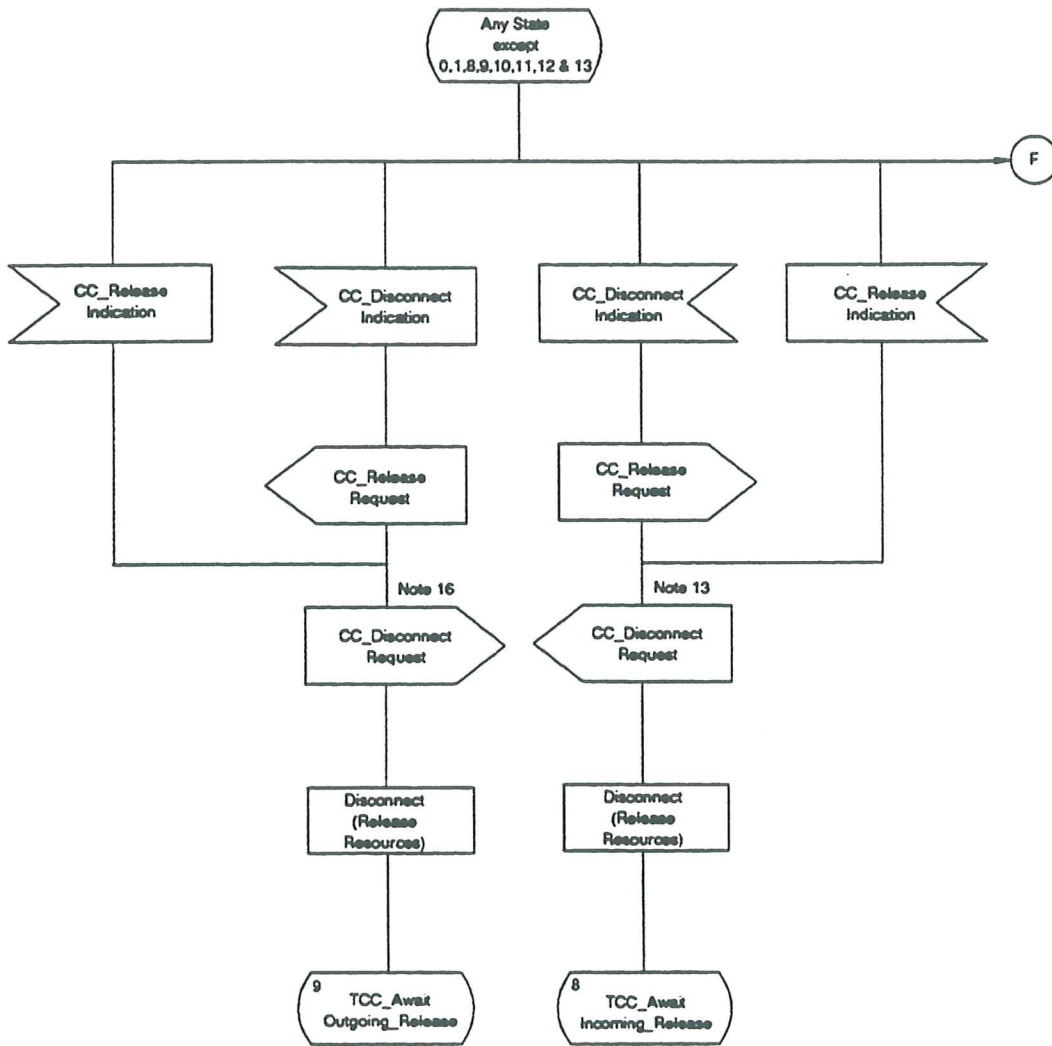 Any State
except
0,1,8,9,10,11,12 & 13
F
CC_Release
Indication
CC_Disconnect
Indication
CC_Disconnect
Indication
CC_Release
Indication
CC_Release
Request
CC_Release
Request
Note 16
Note 13
CC_Disconnect
Request
CC_Disconnect
Request
Disconnect
(Release
Resources)
Disconnect
(Release
Resources)
9
TCC_Await
Outgoing_Release
8
TCC_Await
Incoming_Release